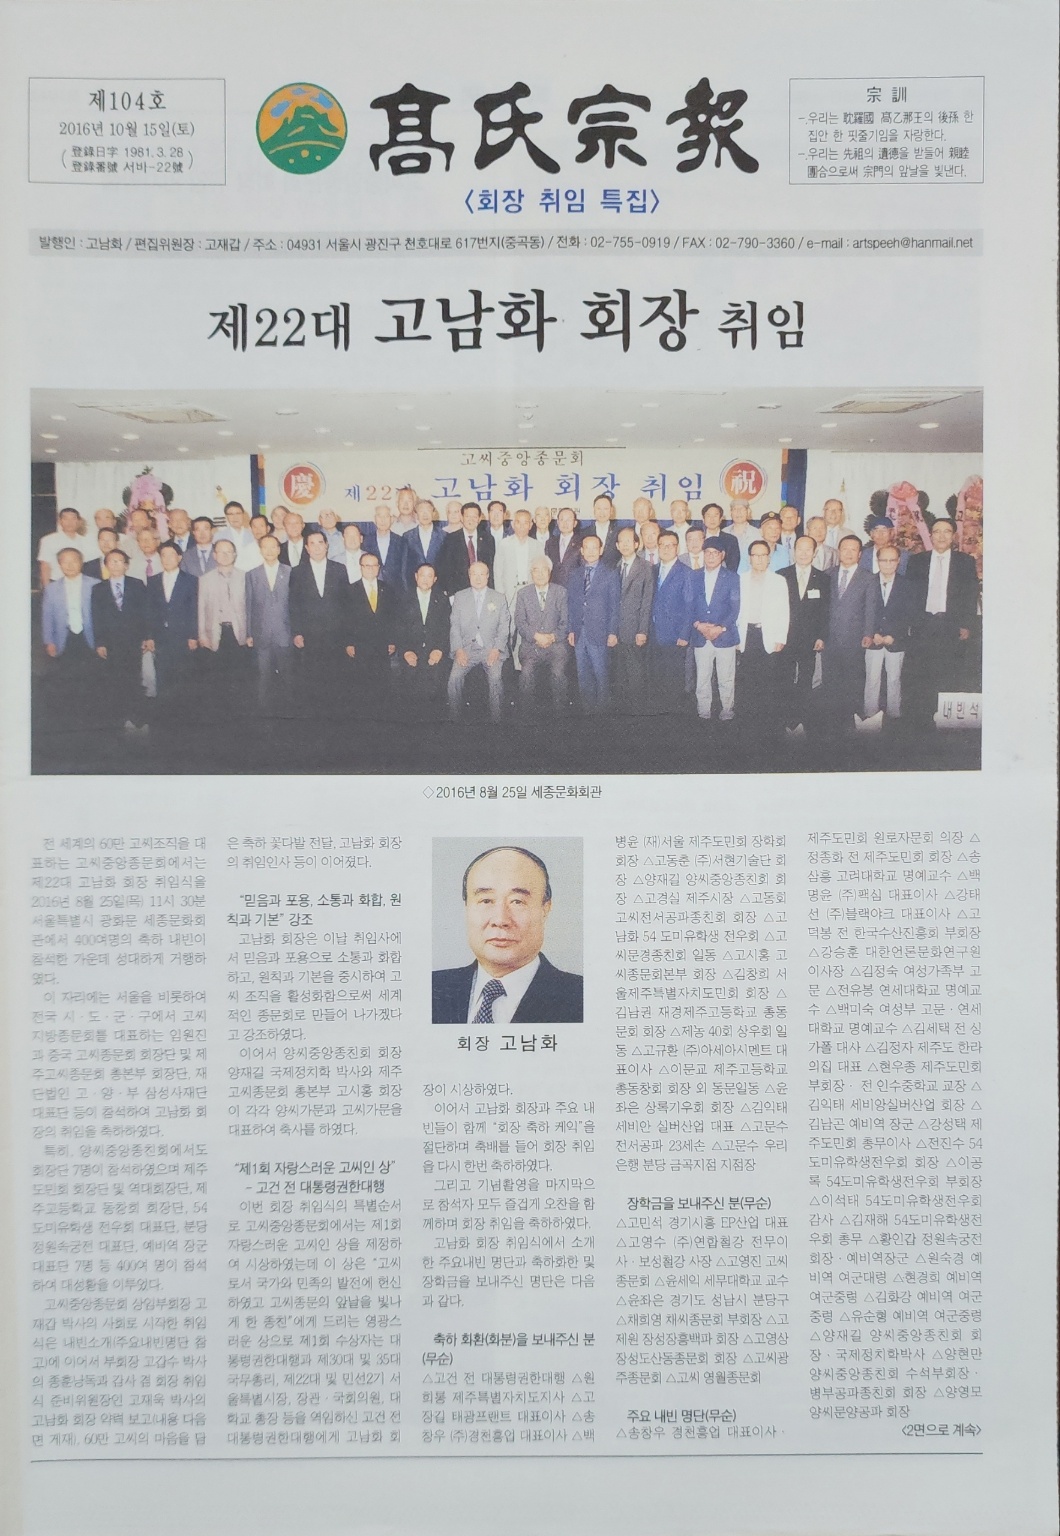 제104호
2016년 10월 15일(토)
登錄日字 1981. 3. 28
登錄番號 서바-22號
髙氏宗報
<회장 취임 특집>
宗 訓
-.우리는 耽羅國 高乙那王의 後孫 한
집안 한 핏줄기임을 자랑한다.
-.우리는 先祖의 遺德을 받들어 親睦
團合으로써 宗門의 앞날을 빛낸다.
발행인 : 고남화 / 편집위원장 : 고재갑 / 주소 : 04931 서울시 광진구 천호대로 617번지(중곡동) / 전화 : 02-755-0919 / FAX : 02-790-3360 / e-mail : artspeeh@hanmail.net
제22대 고남화 회장 취임
고씨중앙종문회
慶 제22대 고남화 회장 취임 祝
내빈석
◇2016년 8월 25일 세종문화회관
전 세계의 60만 고씨조직을 대
표하는 고씨중앙종문회에서는
제22대 고남화 회장 취임식을
2016년 8월 25일(목) 11시 30분
서울특별시 광화문 세종문화회
관에서 400여명의 축하 내빈이
참석한 가운데 성대하게 거행하
였다.
이 자리에는 서울을 비롯하여
전국 시·도·군·구에서 고씨
지방종문회를 대표하는 임원진
과 중국 고씨종문회 회장단 및 제
주고씨종문회 총본부 회장단, 재
단법인 고·양·부 삼성사재단
대표단 등이 참석하여 고남화 회
장의 취임을 축하하였다.
특히, 양씨중앙종친회에서도
회장단 7명이 참석하였으며 제주
도민회 회장단 및 역대회장단, 제
주고등학교 동창회 회장단, 54
도미유학생 전우회 대표단, 분당
정원속궁전 대표단, 예비역 장군
대표단 7명 등 400여 명이 참석
하여 대성황을 이루었다.
고씨중앙종문회 상임부회장 고
재갑 박사의 사회로 시작한 취임
식은 내빈소개(주요내빈명단 참
고)에 이어서 부회장 고갑수 박사
의 종훈낭독과 감사 겸 회장 취임
식 준비위원장인 고재욱 박사의
고남화 회장 약력 보고(내용 다음
면 게재), 60만 고씨의 마음을 담
은 축하 꽃다발 전달, 고남화 회장
의 취임인사 등이 이어졌다.
“믿음과 포용, 소통과 화합, 원
칙과 기본” 강조
고남화 회장은 이날 취임사에
서 믿음과 포용으로 소통과 화합
하고, 원칙과 기본을 중시하여 고
씨 조직을 활성화함으로써 세계
적인 종문회로 만들어 나가겠다
고 강조하였다.
이어서 양씨중앙종친회 회장
양재길 국제정치학 박사와 제주
고씨종문회 총본부 고시홍 회장
이 각각 양씨가문과 고씨가문을
대표하여 축사를 하였다.
“제1회 자랑스러운 고씨인 상”
- 고건 전 대통령권한대행
이번 회장 취임식의 특별순서
로 고씨중앙종문회에서는 제1회
자랑스러운 고씨인 상을 제정하
여 시상하였는데 이 상은 “고씨
로서 국가와 민족의 발전에 헌신
하였고 고씨종문의 앞날을 빛나
게 한 종친”에게 드리는 영광스
러운 상으로 제1회 수상자는 대
통령권한대행과 제30대 및 35대
국무총리, 제22대 및 민선2기 서
울특별시장, 장관·국회의원, 대
학교 총장 등을 역임하신 고건 전
대통령권한대행에게 고남화 회
회장 고남화
장이 시상하였다.
이어서 고남화 회장과 주요 내
빈들이 함께 “회장 축하 케익”을
절단하며 축배를 들어 회장 취임
을 다시 한번 축하하였다.
그리고 기념촬영을 마지막으
로 참석자 모두 즐겁게 오찬을 함
께하며 회장 취임을 축하하였다.
고남화 회장 취임식에서 소개
한 주요내빈 명단과 축하화한 및
장학금을 보내주신 명단은 다음
과 같다.
축하 화환(화분)을 보내주신 분
(무순)
△고건 전 대통령권한대행 △원
희룡 제주특별자치도지사 △고
장길 태광프랜트 대표이사 △송
창우 (주)경천흥업 대표이사 △백
병윤 (재)서울 제주도민회 장학회
회장 △고동춘 (주)서현기술단 회
장 △양재길 양씨중앙종친회 회
장 △고경실 제주시장 △고동회
고씨전서공파종친회 회장 △고
남화 54 도미유학생 전우회 △고
씨문경종친회 일동 △고시홍 고
씨종문회총본부 회장 △김창희 서
울제주특별자치도민회 회장 △
김납권 재경제주고등학교 총동
문회 회장 △제농 40회 상우회 일
동 △고규환 (주)아세아시멘트 대
표이사 △이문교 제주고등학교
총동창회 회장 외 동문일동 △윤
좌은 상록기우회 회장 △김익태
세비안 실버산업 대표 △고문수
전서공파 23세손 △고문수 우리
은행 분당 금곡지점 지점장
장학금을 보내주신 분(무순)
△고민석 경기시흥 EP산업 대표
△고영수 (주)연합철강 전무이
사·보성철강 사장 △고영진 고씨
종문회 △윤세익 세무대학교 교수
△윤좌은 경기도 성남시 분당구
△채희영 채씨종문회 부회장 △고
제원 장성장흥백파 회장 △고영상
장성도산동종문회 회장 △고씨광
주종문회 △고씨 영월종문회
주요 내빈 명단(무순)
△송창우 경천흥업 대표이사·
제주도민회 원로자문회 의장 △
정종화 전 제주도민회 회장 △송
삼홍 고려대학교 명예교수 △백
명윤 (주)팩심 대표이사 △강태
선 (주)블랙야크 대표이사 △고
덕봉 전 한국수산진흥회 부회장
△강승훈 대한언론문화연구원
이사장 △김정숙 여성가족부 고
문 △전유봉 연세대학교 명예교
수 △백미숙 여성부 고문·연세
대학교 명예교수 △김세택 전 싱
가폴 대사 △김정자 제주도 한라
의집 대표 △현우종 제주도민회
부회장·전 인수중학교 교장 △
김익태 세비앙실버산업 회장 △
김남곤 예비역 장군 △강성택 제
주도민회 총무이사 △전진수 54
도미유학생전우회 회장 △이공
록 54도미유학생전우회 부회장
△이석태 54도미유학생전우회
감사 △김재해 54도미유학생전
우회 총무 △황인갑 정원속궁전
회장·예비역장군 △원숙경 예
비역 여군대령 △현경희 예비역
여군중령 △김화강 예비역 여군
중령 △유수형 예비역 여군중령
△양재길 양씨중앙종친회 회
장·국제정치학박사 △양현만
양씨중앙종친회 수석부회장·
병부공파종친회 회장 △양영모
양씨문양공파 회장
<2면으로 계속>